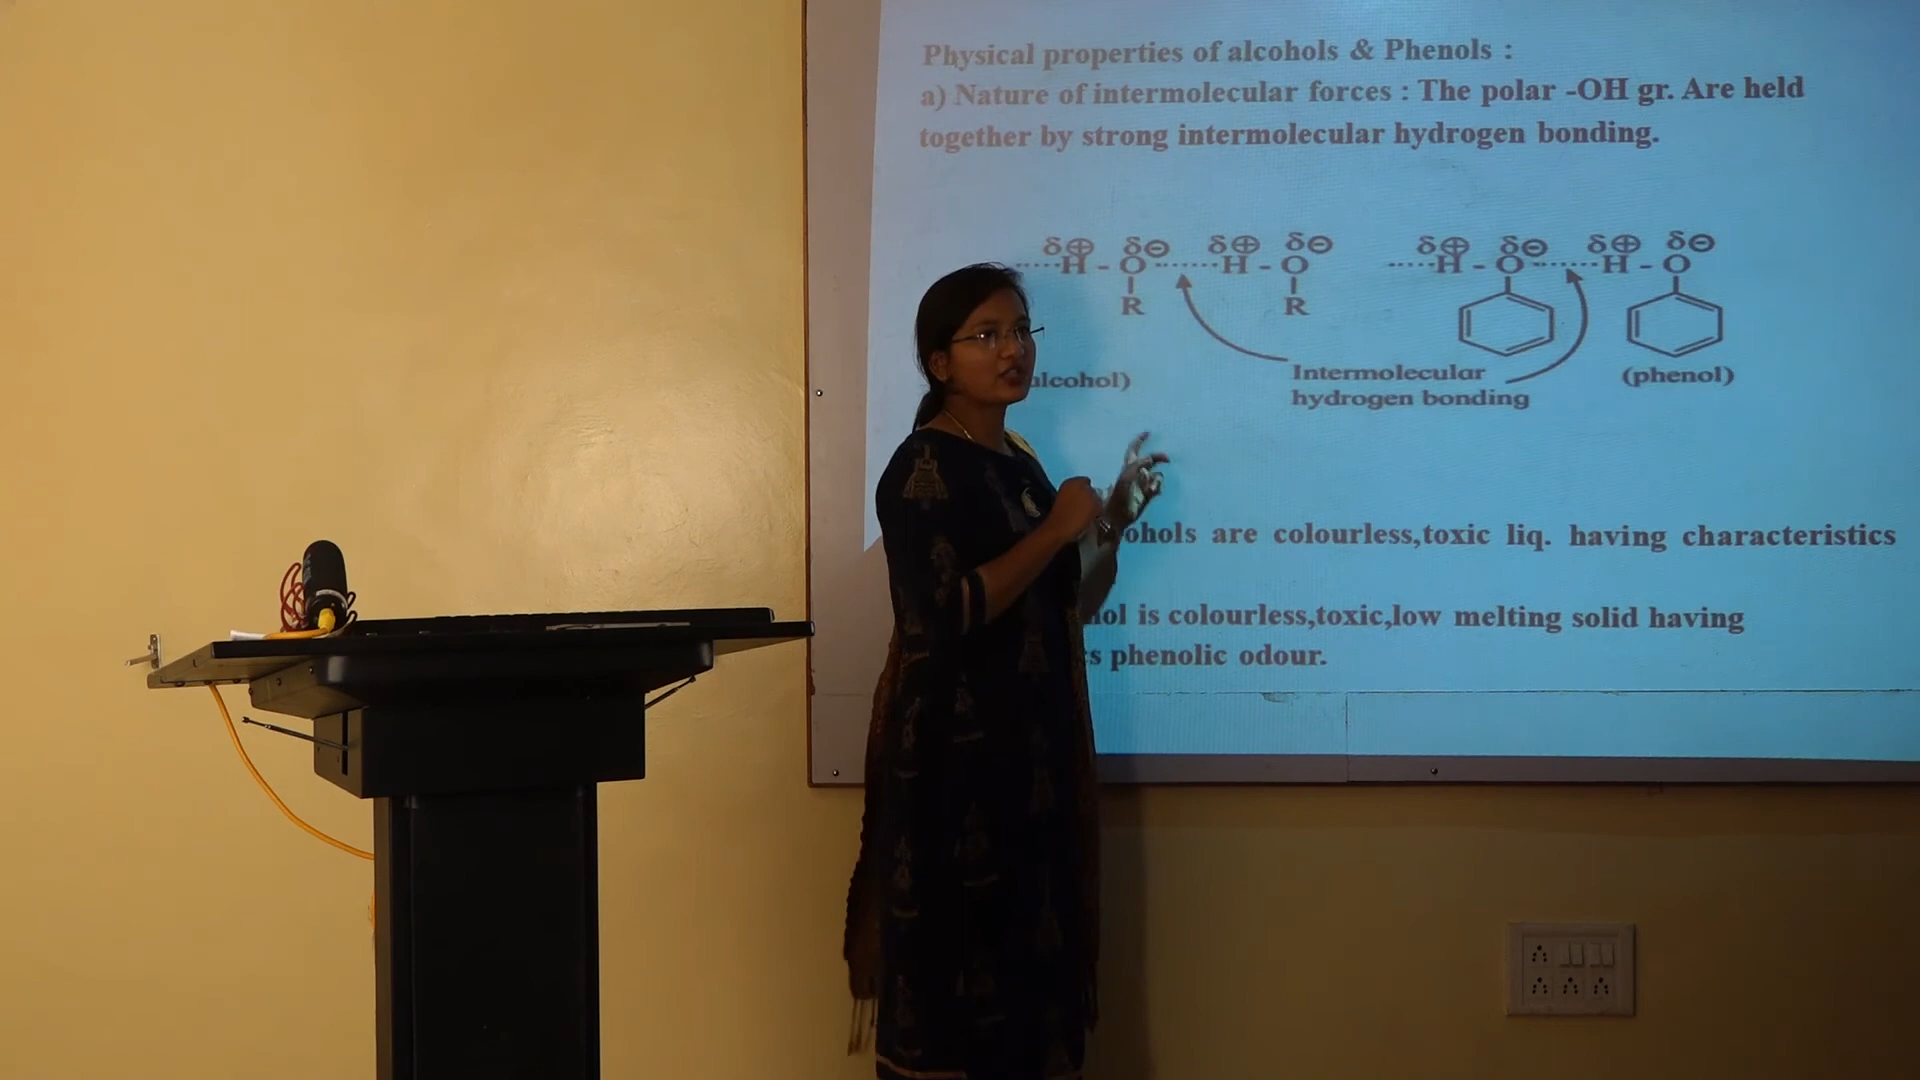 Physical properties of alcohols & Phenols :
a) Nature of intermolecular forces : The polar -OH gr. Are held
together by strong intermolecular hydrogen bonding.
δ⊕ δ⊖ δ⊕ δ⊖ δ⊕ δ⊖ δ⊕ δ⊖
.....H - O.......H - O .....H - O.......H - O
R R
alcohol) Intermolecular (phenol)
hydrogen bonding
ohols are colourless,toxic liq. having characteristics
nol is colourless,toxic,low melting solid having
s phenolic odour.